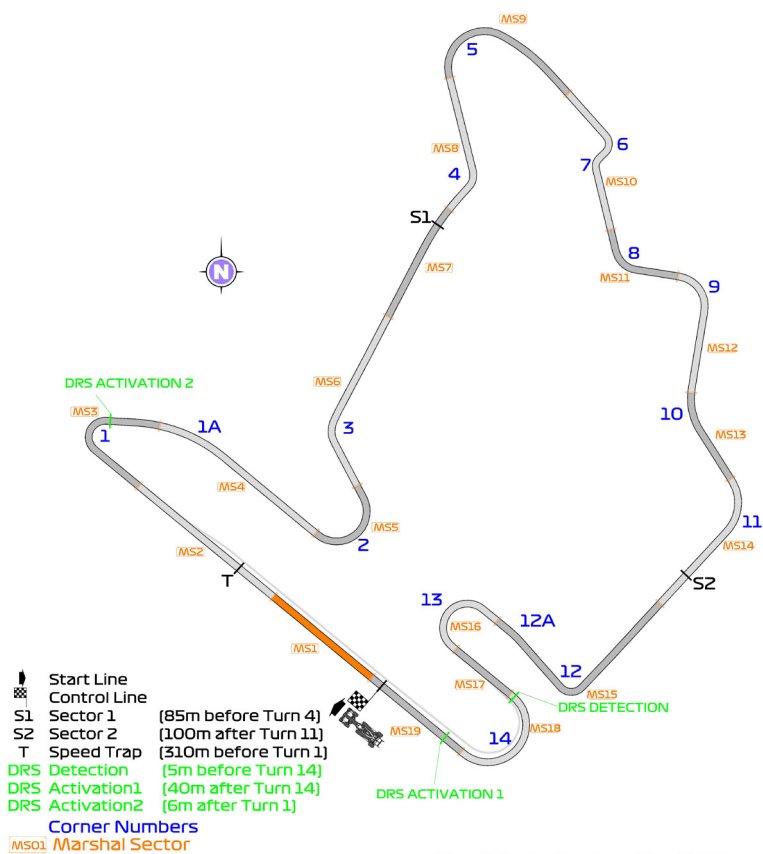 MS9
5
6
MS8
7
4
MS10
S1
8
MS7
MS11
9
N
MS12
DRS ACTIVATION 2
MS6
MS3
10
1
1A
3
MS13
MS4
11
MS5
2
MS14
MS2
T
S2
13
12A
MS16
12
MS1
MS17
MS15
DRS DETECTION
MS19
14
MS18
DRS ACTIVATION 1
Start Line
Control Line
S1 Sector 1 (85m before Turn 4)
S2 Sector 2 (100m after Turn 11)
T Speed Trap (310m before Turn 1)
DRS Detection (5m before Turn 14)
DRS Activation1 (40m after Turn 14)
DRS Activation2 (6m after Turn 1)
Corner Numbers
MS01 Marshal Sector